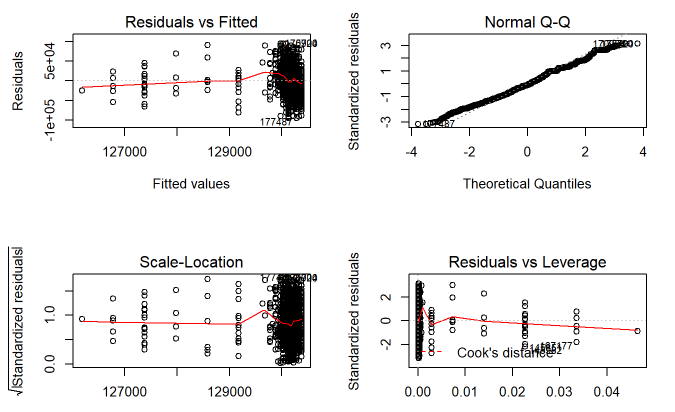 Residuals vs Fitted
Residuals
5e+04
-1e+05
177487
127000
129000
Fitted values
Normal Q-Q
Standardized residuals
3
1
-1
-3
-4
-2
0
2
4
Theoretical Quantiles
Scale-Location
√|Standardized residuals|
1.0
0.0
127000
129000
Residuals vs Leverage
Standardized residuals
2
0
-2
Cook's distance
0.00
0.01
0.02
0.03
0.04